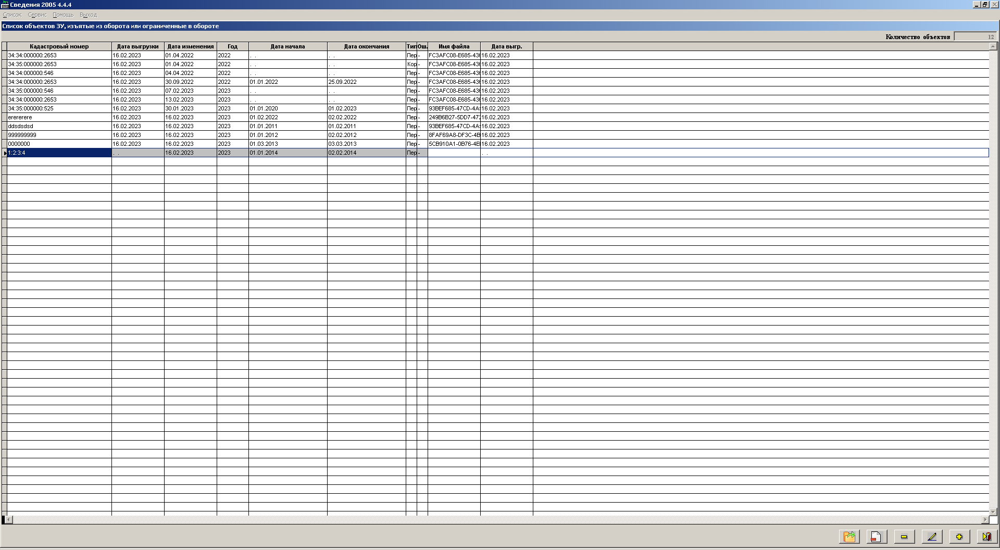 Сведения 2005 4.4.4
Список Сервис Помощь Выход
Список объектов ЗУ, изъятые из оборота или ограниченные в обороте
Количество объектов 12
Кадастровый номер Дата выгрузки Дата изменения Год Дата начала Дата окончания Тип Ош. Имя файла Дата выгр.
34:34:000000:2653 16.02.2023 01.04.2022 2022 . . . . Пер - FC3AFC08-E685-43 16.02.2023
34:35:000000:2653 16.02.2023 01.04.2022 2022 . . . . Кор - FC3AFC08-E685-43 16.02.2023
34:34:000000:546 16.02.2023 04.04.2022 2022 . . . . Пер - FC3AFC08-E685-43 16.02.2023
34:34:000000:2653 16.02.2023 30.09.2022 2022 01.01.2022 25.09.2022 Пер - FC3AFC08-E685-43 16.02.2023
34:35:000000:546 16.02.2023 07.02.2023 2023 . . . . Пер - FC3AFC08-E685-43 16.02.2023
34:34:000000:2653 16.02.2023 13.02.2023 2023 . . . . Пер - FC3AFC08-E685-43 16.02.2023
34:35:000000:525 16.02.2023 30.01.2023 2023 01.01.2020 01.02.2023 Пер - 93BEF685-47CD-4A 16.02.2023
erererere 16.02.2023 16.02.2023 2023 01.02.2022 02.02.2022 Пер - 249B6B27-5DD7-47 16.02.2023
ddsdsdsd 16.02.2023 16.02.2023 2023 01.01.2011 01.02.2011 Пер - 93BEF685-47CD-4A 16.02.2023
999999999 16.02.2023 16.02.2023 2023 01.01.2012 02.02.2012 Пер - 8FAF69A8-DF3C-4B 16.02.2023
0000000 16.02.2023 16.02.2023 2023 01.03.2013 03.03.2013 Пер - 5CB910A1-0B76-4E 16.02.2023
1:2:3:4 . . 16.02.2023 2023 01.01.2014 02.02.2014 Пер - . .